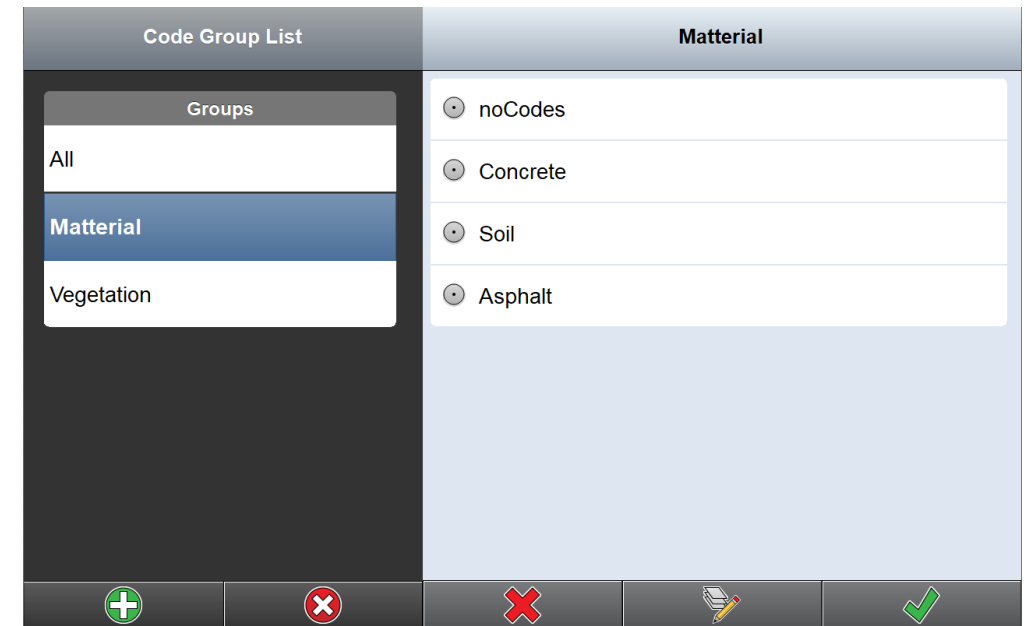 Code Group List
Matterial
Groups
All
Matterial
Vegetation
noCodes
Concrete
Soil
Asphalt